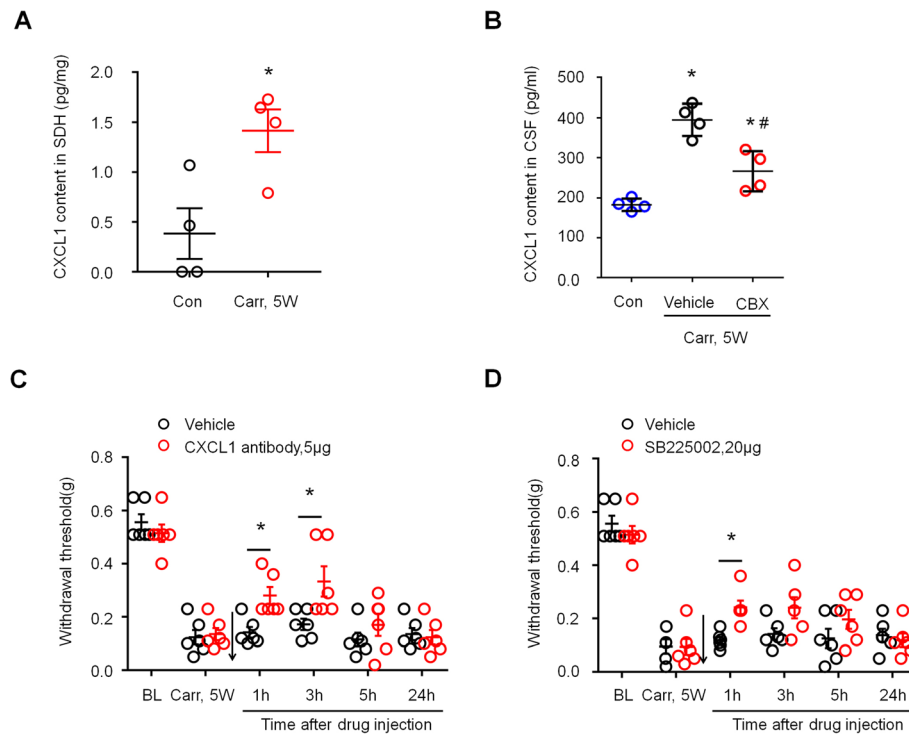 A
CXCL1 content in SDH (pg/mg)
2.0
1.5
1.0
0.5
0.0
*
Con
Carr, 5W
B
CXCL1 content in CSF (pg/ml)
500
400
300
200
100
0.0
*
* #
Con
Vehicle
CBX
Carr, 5W
C
Vehicle
CXCL1 antibody,5μg
Withdrawal threshold(g)
0.8
0.6
0.4
0.2
0.0
*
*
BL
Carr, 5W
1h
3h
5h
24h
Time after drug injection
D
Vehicle
SB225002,20μg
Withdrawal threshold(g)
0.8
0.6
0.4
0.2
0.0
*
BL
Carr, 5W
1h
3h
5h
24h
Time after drug injection